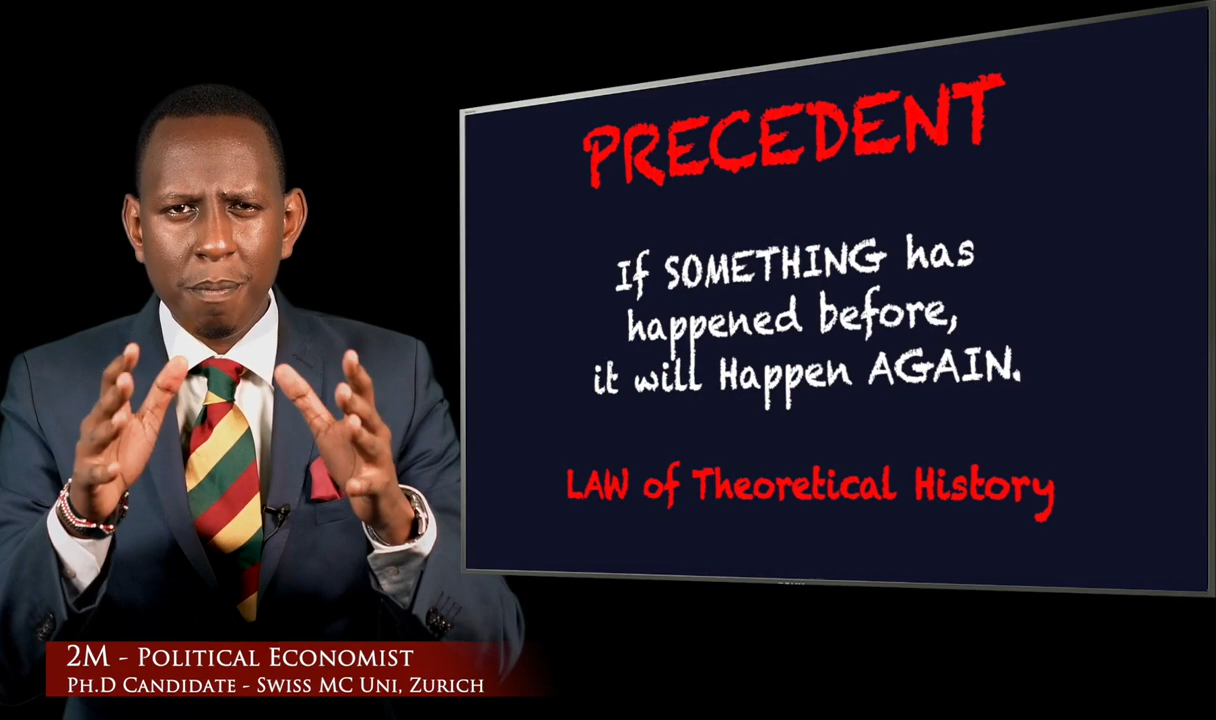 PRECEDENT
If SOMETHING has
happened before,
it will Happen AGAIN.
LAW of Theoretical History
2M - Political Economist
Ph.D Candidate - Swiss MC Uni, Zurich